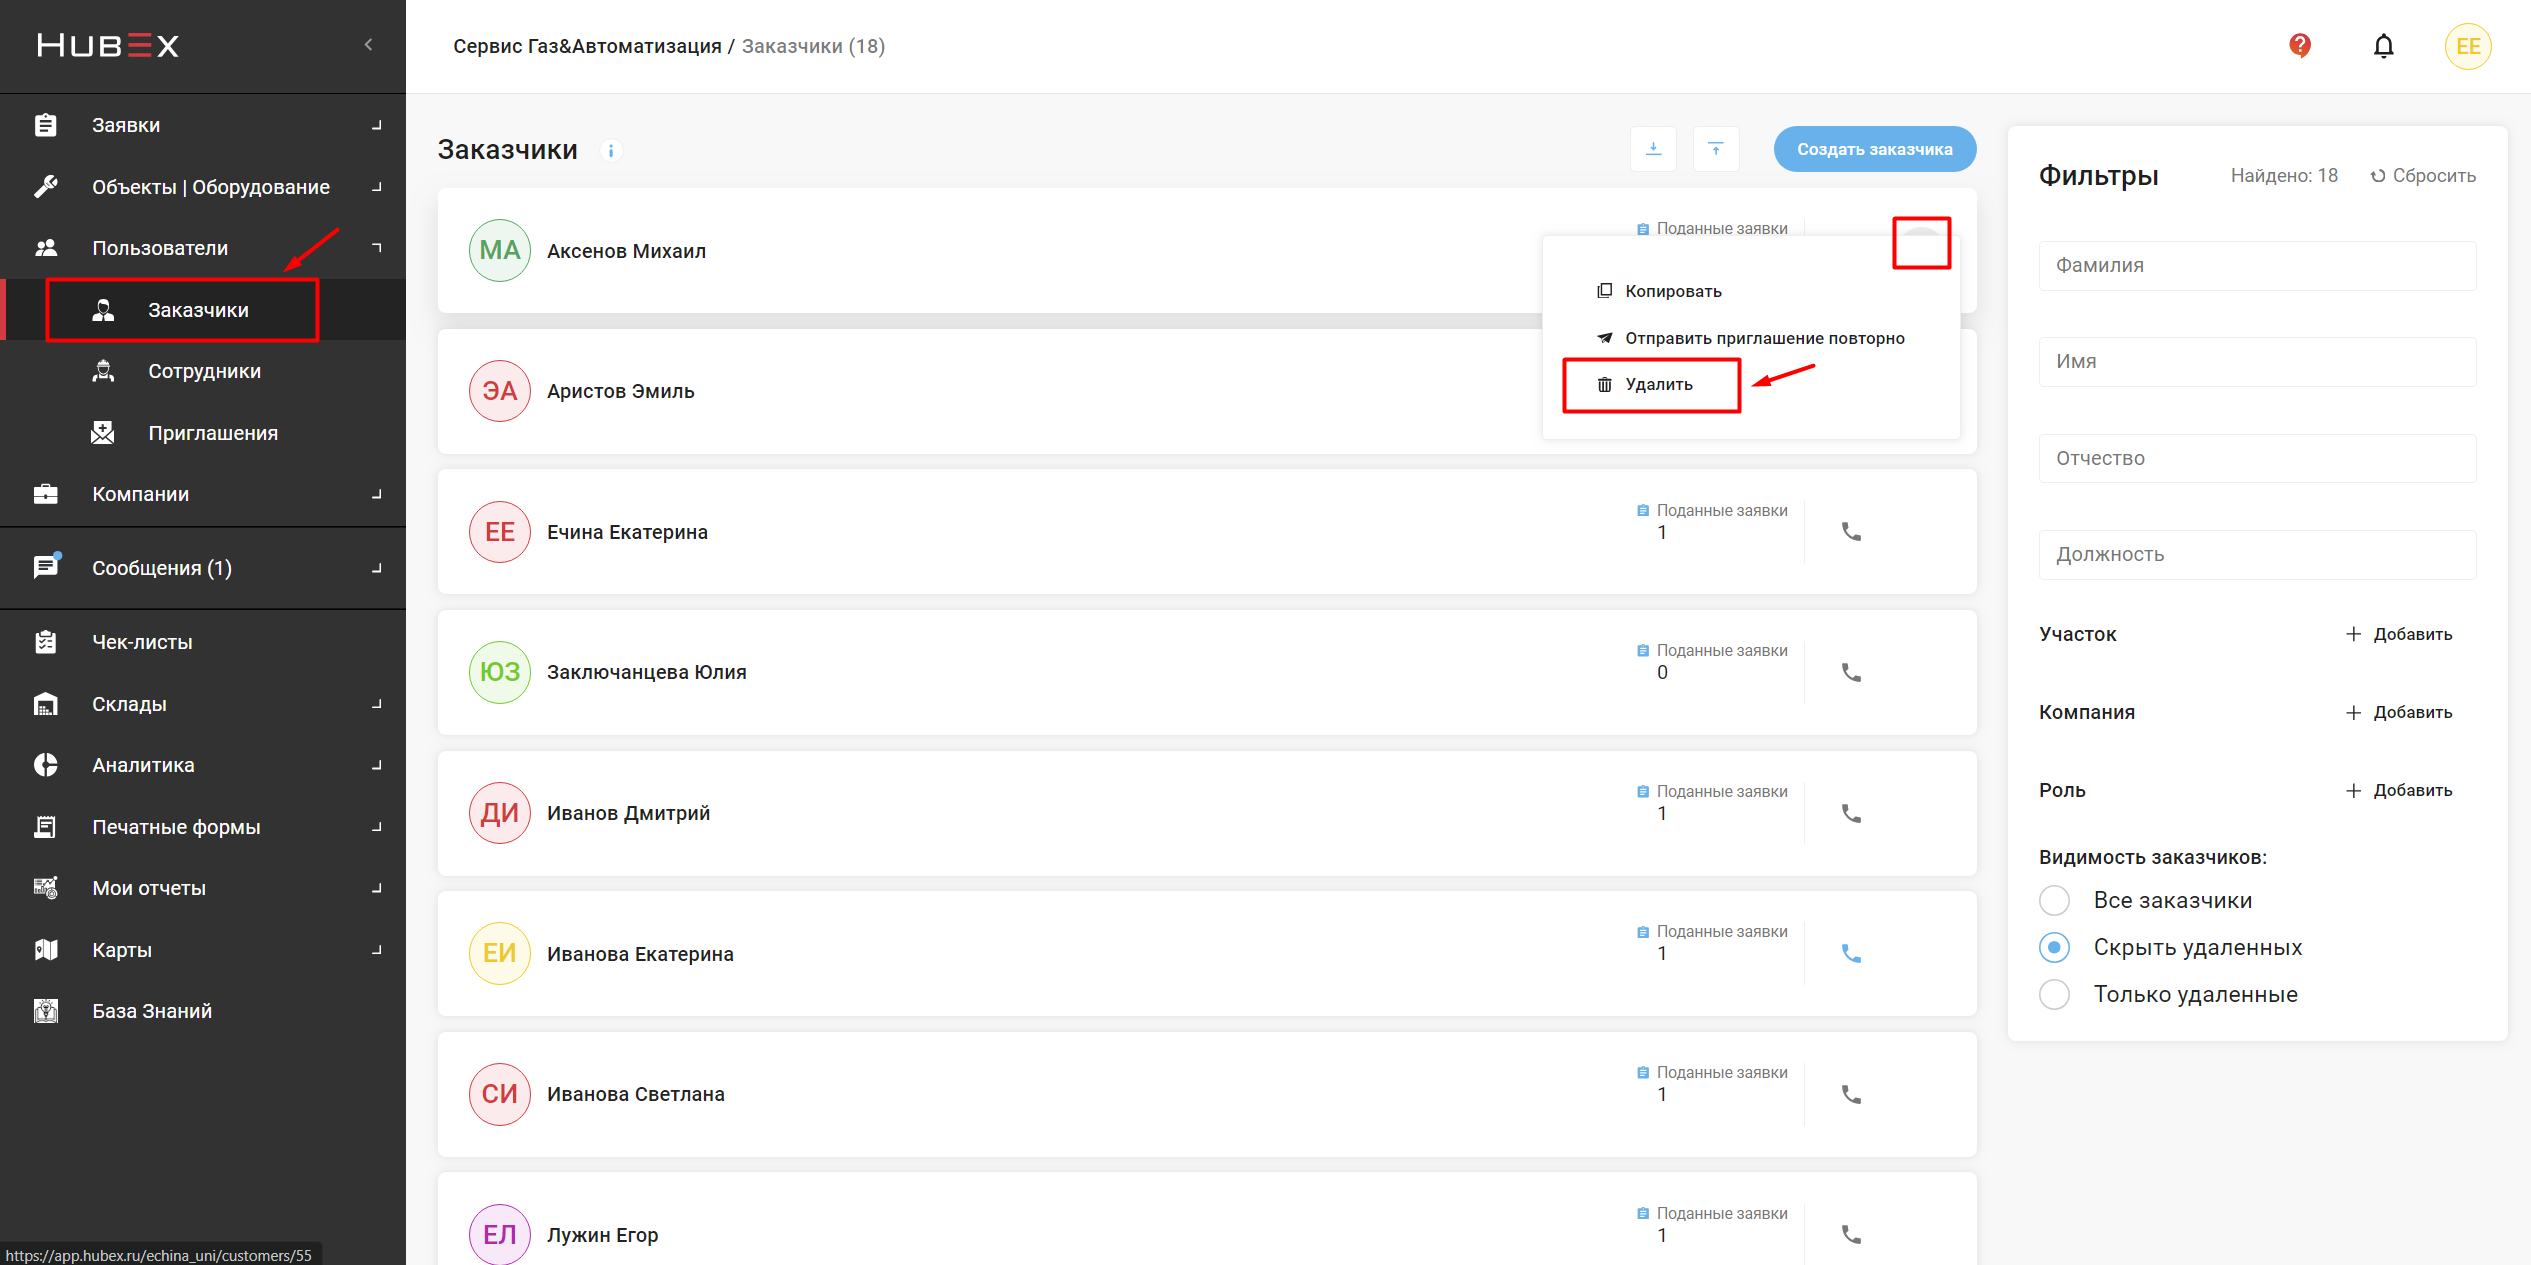 HUBEX
Заявки
Объекты | Оборудование
Пользователи
Заказчики
Сотрудники
Приглашения
Компании
Сообщения (1)
Чек-листы
Склады
Аналитика
Печатные формы
Мои отчеты
Карты
База Знаний
https://app.hubex.ru/echina_uni/customers/55
Сервис Газ&Автоматизация / Заказчики (18)
ЕЕ
Заказчики
Создать заказчика
МА
Аксенов Михаил
Поданные заявки
Копировать
Отправить приглашение повторно
Удалить
ЭА
Аристов Эмиль
ЕЕ
Ечина Екатерина
Поданные заявки
1
ЮЗ
Заключанцева Юлия
Поданные заявки
0
ДИ
Иванов Дмитрий
Поданные заявки
1
ЕИ
Иванова Екатерина
Поданные заявки
1
СИ
Иванова Светлана
Поданные заявки
1
ЕЛ
Лужин Егор
Поданные заявки
1
Фильтры
Найдено: 18
Сбросить
Фамилия
Имя
Отчество
Должность
Участок
Добавить
Компания
Добавить
Роль
Добавить
Видимость заказчиков:
Все заказчики
Скрыть удаленных
Только удаленные